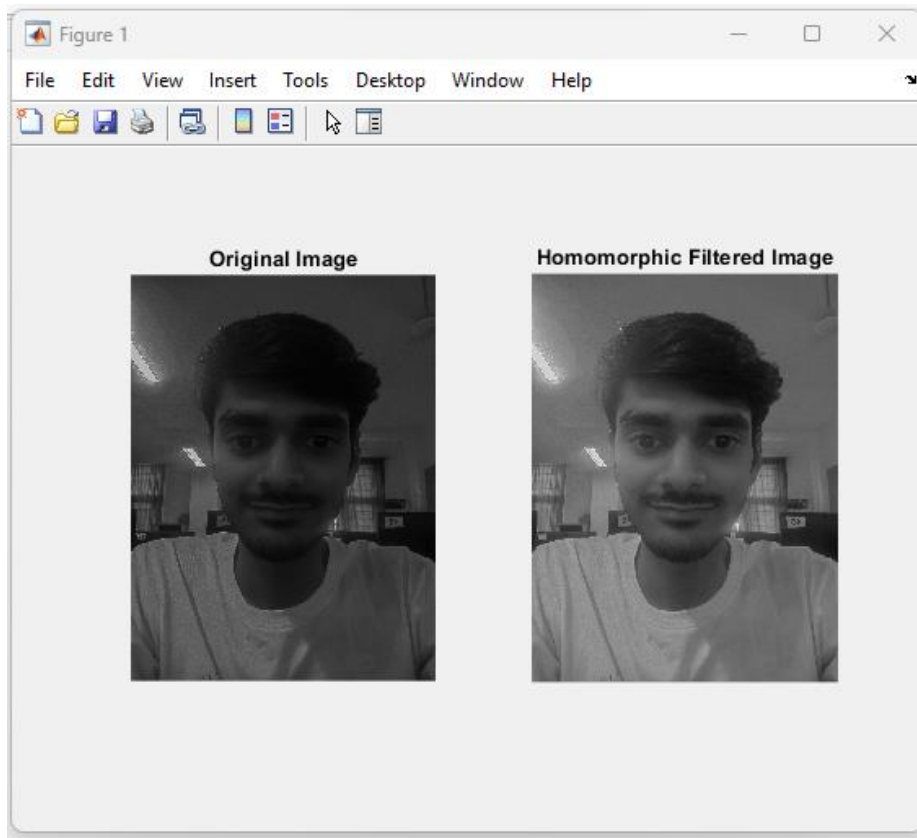 Figure 1
File Edit View Insert Tools Desktop Window Help
Original Image
Homomorphic Filtered Image